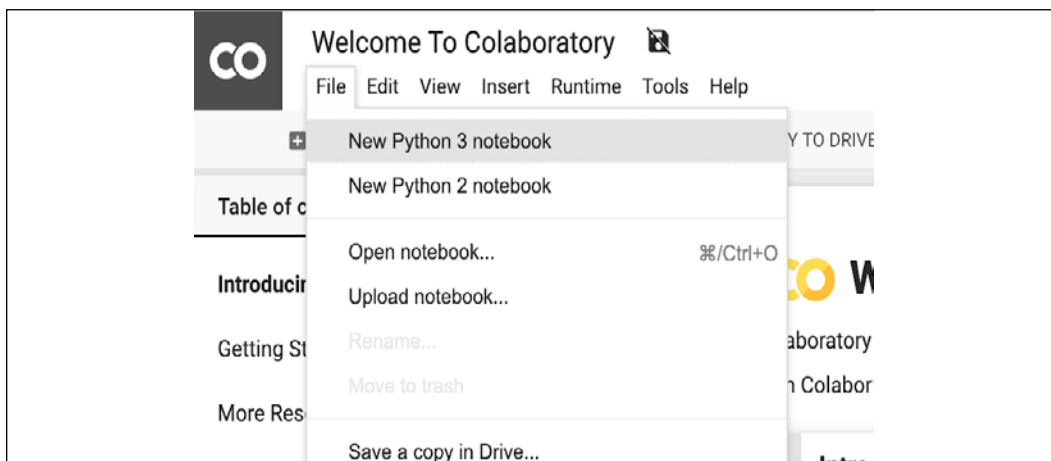 CO Welcome To Colaboratory
File Edit View Insert Runtime Tools Help
New Python 3 notebook
Y TO DRIVE
New Python 2 notebook
Table of c
Open notebook... ⌘/Ctrl+O
Introducin
CO W
Upload notebook...
Getting St
Rename...
aboratory
Move to trash
n Colabor
More Res
Save a copy in Drive...